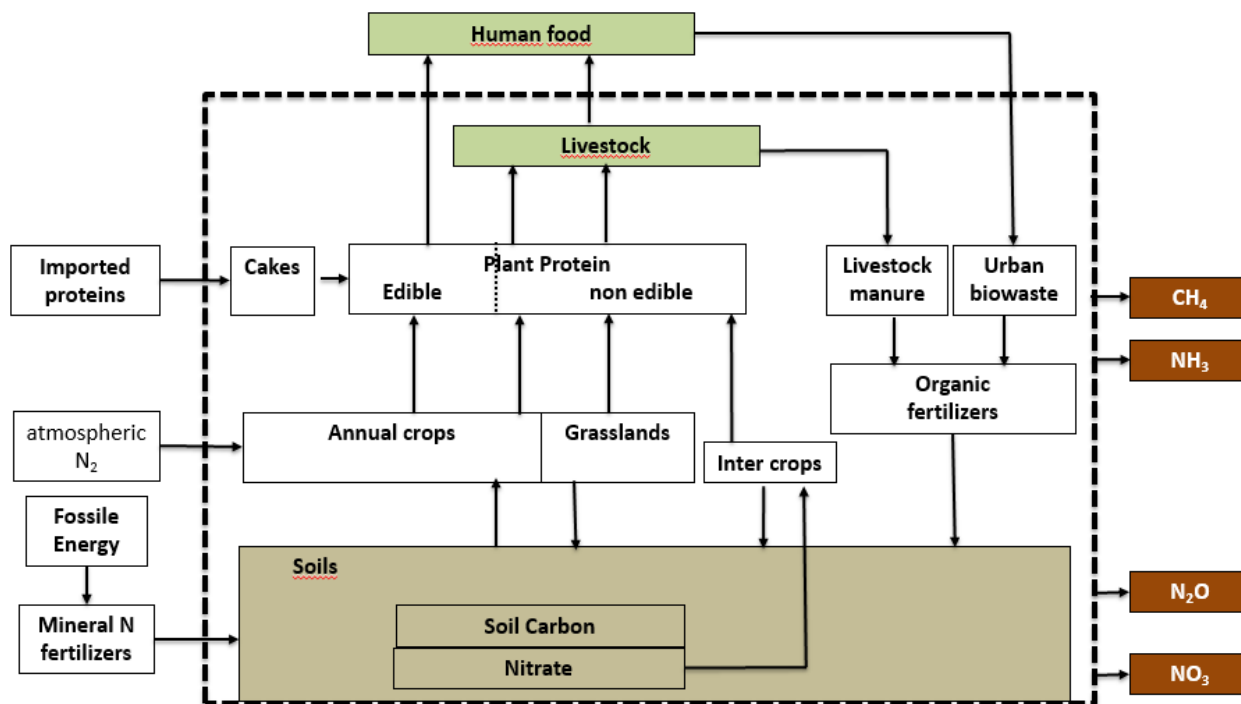 Human food
Livestock
Imported
proteins
Cakes
Plant Protein
Edible
non edible
Livestock
manure
Urban
biowaste
CH₄
NH₃
Organic
fertilizers
atmospheric
N₂
Annual crops
Grasslands
Inter crops
Fossile
Energy
Soils
Mineral N
fertilizers
Soil Carbon
Nitrate
N₂O
NO₃